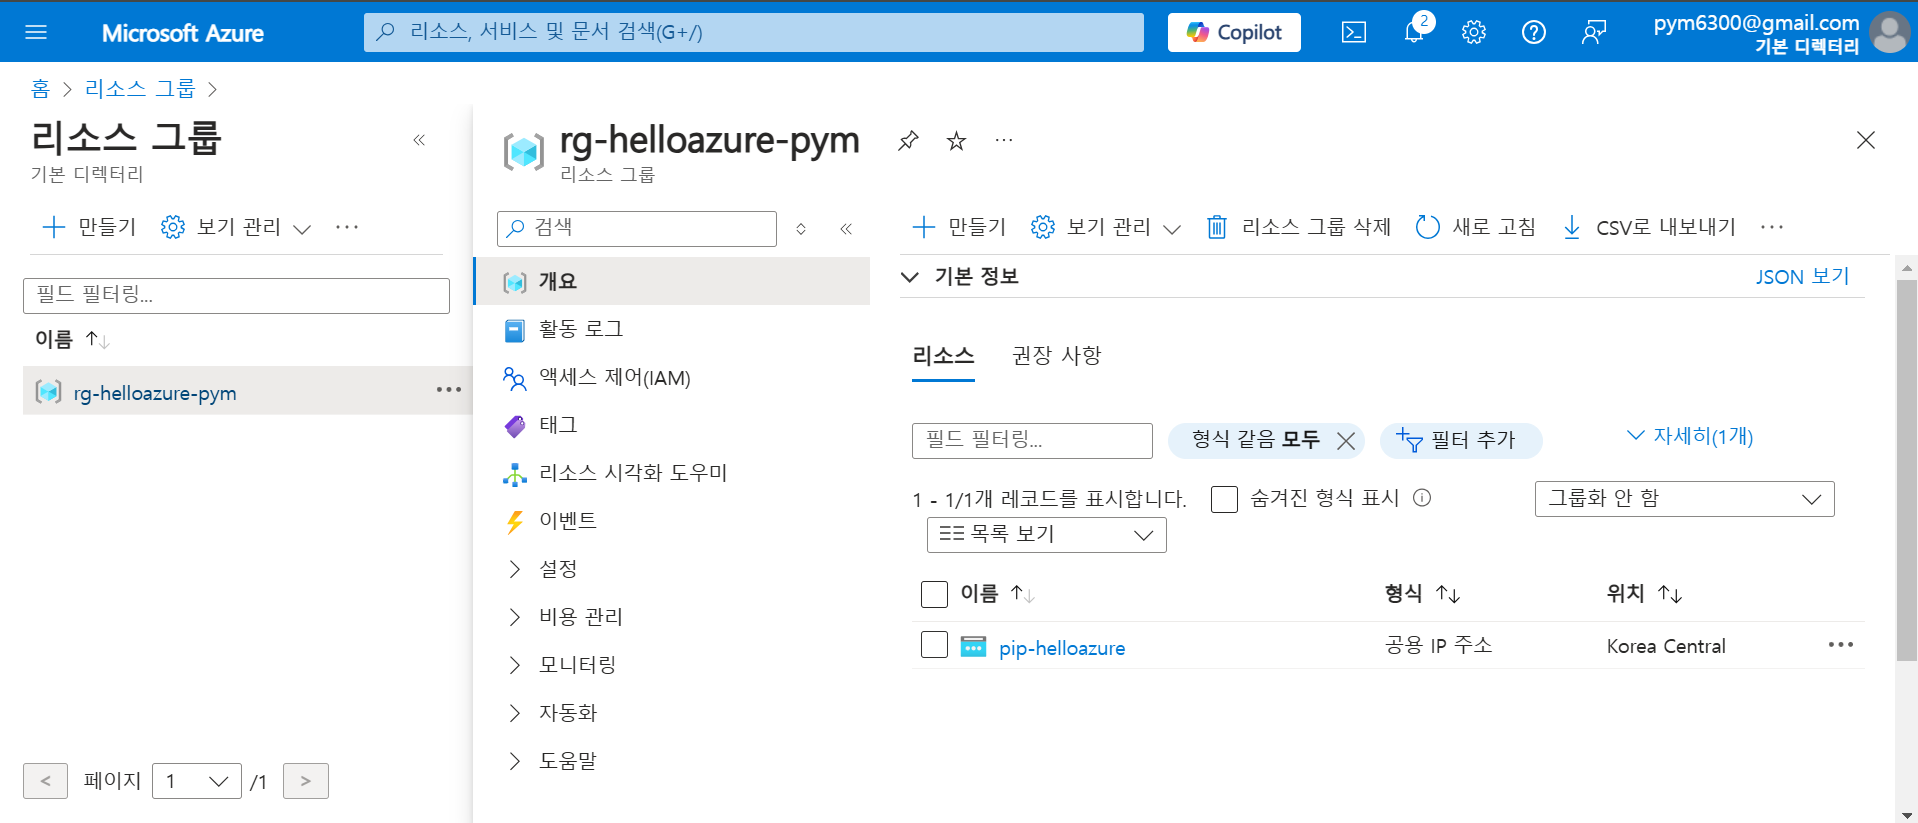 Microsoft Azure
리소스, 서비스 및 문서 검색(G+/)
Copilot
2
pym6300@gmail.com
기본 디렉터리
홈 > 리소스 그룹 >
리소스 그룹
기본 디렉터리
만들기 보기 관리
필드 필터링...
이름
rg-helloazure-pym
< 페이지 1 /1 >
rg-helloazure-pym
리소스 그룹
검색
개요
활동 로그
액세스 제어(IAM)
태그
리소스 시각화 도우미
이벤트
설정
비용 관리
모니터링
자동화
도움말
만들기 보기 관리 리소스 그룹 삭제 새로 고침 CSV로 내보내기
기본 정보 JSON 보기
리소스 권장 사항
필드 필터링... 형식 같음 모두 필터 추가 자세히(1개)
1 - 1/1개 레코드를 표시합니다. 숨겨진 형식 표시 그룹화 안 함
목록 보기
이름 형식 위치
pip-helloazure 공용 IP 주소 Korea Central